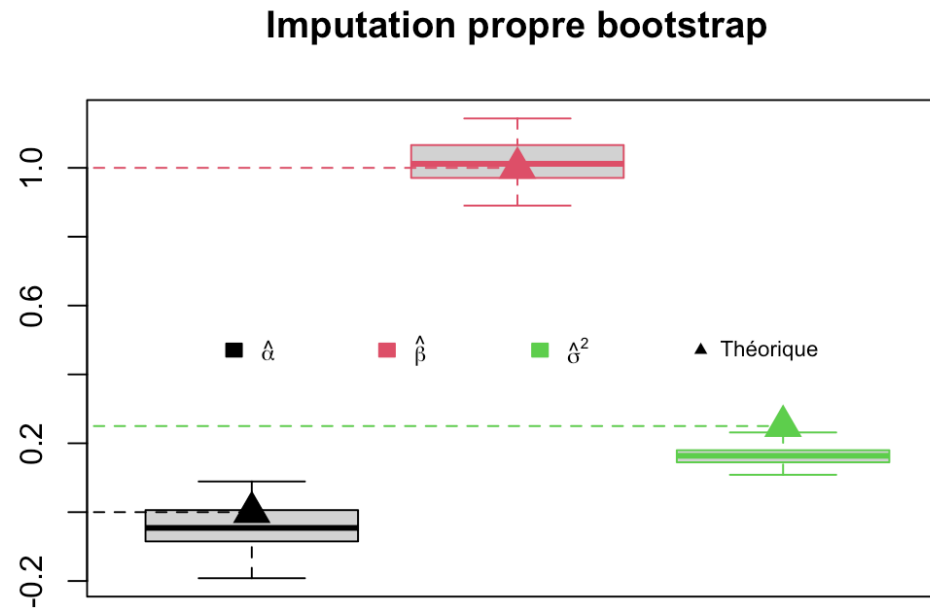 Imputation propre bootstrap
1.0
0.6
α̂ β̂ σ̂² Théorique
0.2
-0.2